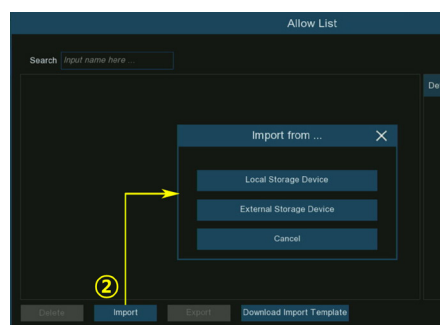 Allow List
Search Input name here ...
De
Import from ... X
Local Storage Device
External Storage Device
Cancel
2
Delete Import Export Download Import Template